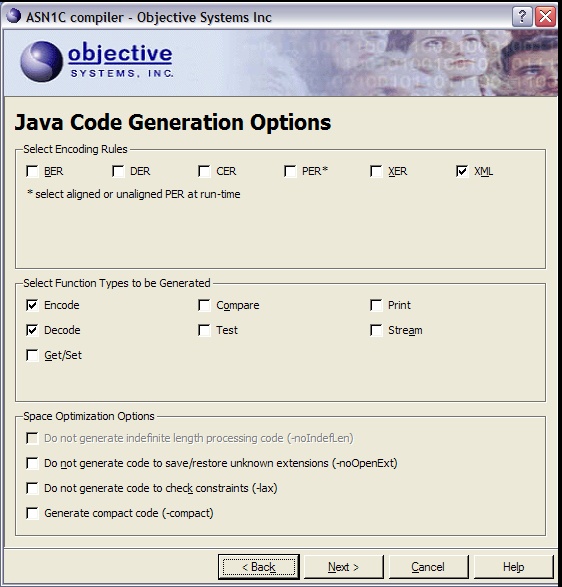 ASN1C compiler - Objective Systems Inc
objective
SYSTEMS, INC.
Java Code Generation Options
Select Encoding Rules
BER DER CER PER* XER XML
* select aligned or unaligned PER at run-time
Select Function Types to be Generated
Encode Compare Print
Decode Test Stream
Get/Set
Space Optimization Options
Do not generate indefinite length processing code (-noIndefLen)
Do not generate code to save/restore unknown extensions (-noOpenExt)
Do not generate code to check constraints (-lax)
Generate compact code (-compact)
< Back Next > Cancel Help